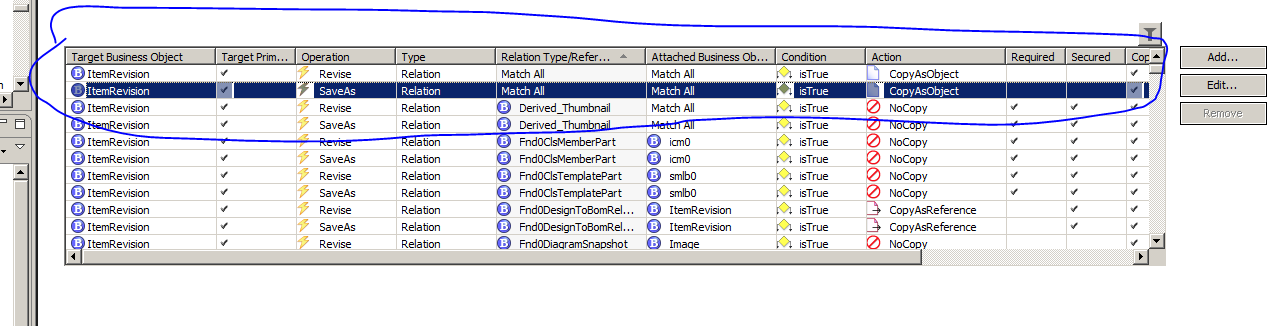 Target Business Object Target Prim... Operation Type Relation Type/Refer... Attached Business Ob... Condition Action Required Secured Cop
B ItemRevision ✔ Revise Relation Match All Match All isTrue CopyAsObject ✔
B ItemRevision ✔ SaveAs Relation Match All Match All isTrue CopyAsObject ✔
B ItemRevision ✔ Revise Relation B Derived_Thumbnail Match All isTrue NoCopy ✔ ✔ ✔
B ItemRevision ✔ SaveAs Relation B Derived_Thumbnail Match All isTrue NoCopy ✔ ✔ ✔
B ItemRevision ✔ Revise Relation B Fnd0ClsMemberPart B icm0 isTrue NoCopy ✔ ✔ ✔
B ItemRevision ✔ SaveAs Relation B Fnd0ClsMemberPart B icm0 isTrue NoCopy ✔ ✔ ✔
B ItemRevision ✔ Revise Relation B Fnd0ClsTemplatePart B smlb0 isTrue NoCopy ✔ ✔ ✔
B ItemRevision ✔ SaveAs Relation B Fnd0ClsTemplatePart B smlb0 isTrue NoCopy ✔ ✔ ✔
B ItemRevision ✔ Revise Relation B Fnd0DesignToBomRel... B ItemRevision isTrue CopyAsReference ✔ ✔
B ItemRevision ✔ SaveAs Relation B Fnd0DesignToBomRel... B ItemRevision isTrue CopyAsReference ✔ ✔
B ItemRevision ✔ Revise Relation B Fnd0DiagramSnapshot B Image isTrue NoCopy ✔
Add...
Edit...
Remove